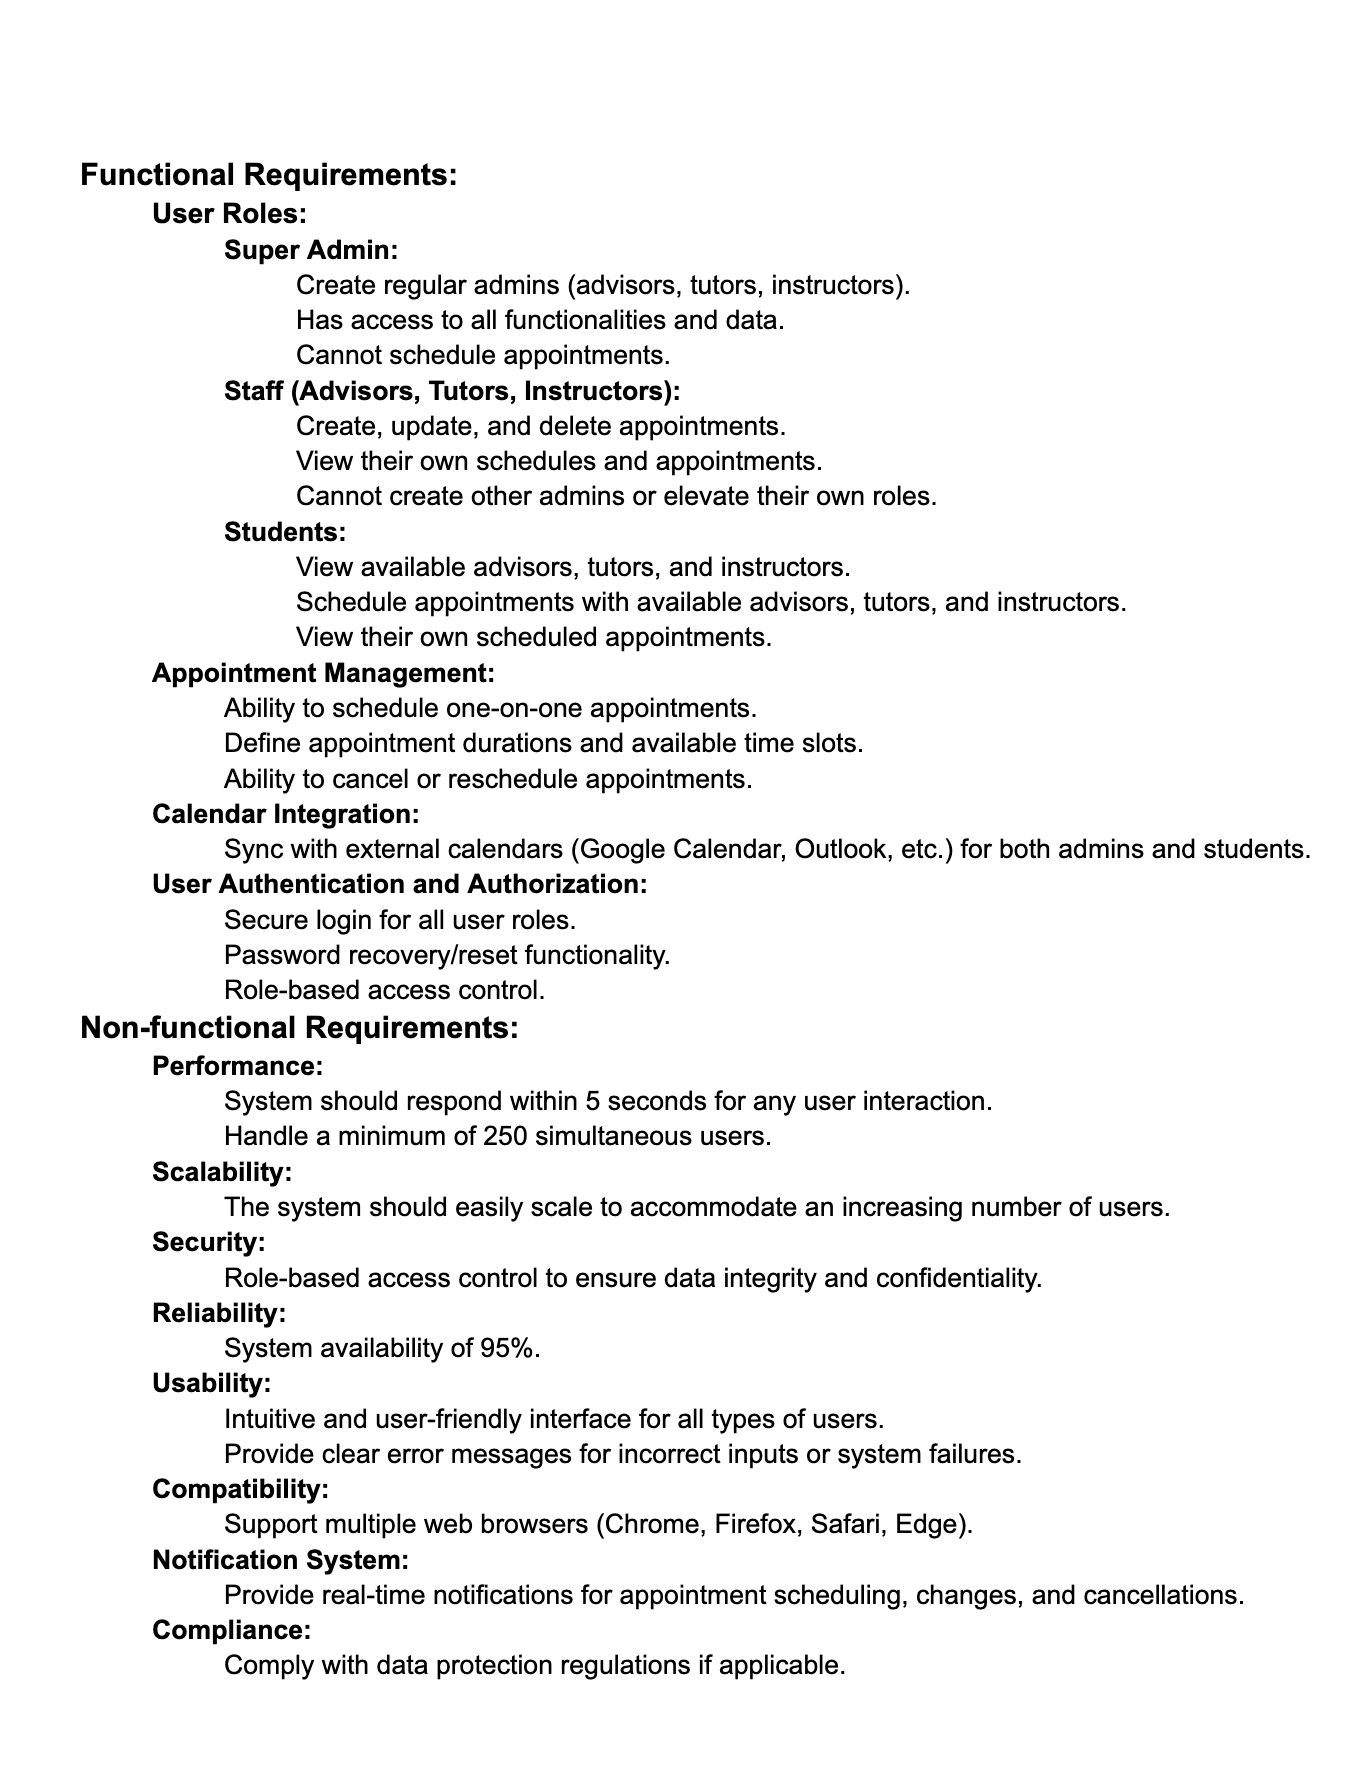 Functional Requirements:
User Roles:
Super Admin:
Create regular admins (advisors, tutors, instructors).
Has access to all functionalities and data.
Cannot schedule appointments.
Staff (Advisors, Tutors, Instructors):
Create, update, and delete appointments.
View their own schedules and appointments.
Cannot create other admins or elevate their own roles.
Students:
View available advisors, tutors, and instructors.
Schedule appointments with available advisors, tutors, and instructors.
View their own scheduled appointments.
Appointment Management:
Ability to schedule one-on-one appointments.
Define appointment durations and available time slots.
Ability to cancel or reschedule appointments.
Calendar Integration:
Sync with external calendars (Google Calendar, Outlook, etc.) for both admins and students.
User Authentication and Authorization:
Secure login for all user roles.
Password recovery/reset functionality.
Role-based access control.
Non-functional Requirements:
Performance:
System should respond within 5 seconds for any user interaction.
Handle a minimum of 250 simultaneous users.
Scalability:
The system should easily scale to accommodate an increasing number of users.
Security:
Role-based access control to ensure data integrity and confidentiality.
Reliability:
System availability of 95%.
Usability:
Intuitive and user-friendly interface for all types of users.
Provide clear error messages for incorrect inputs or system failures.
Compatibility:
Support multiple web browsers (Chrome, Firefox, Safari, Edge).
Notification System:
Provide real-time notifications for appointment scheduling, changes, and cancellations.
Compliance:
Comply with data protection regulations if applicable.